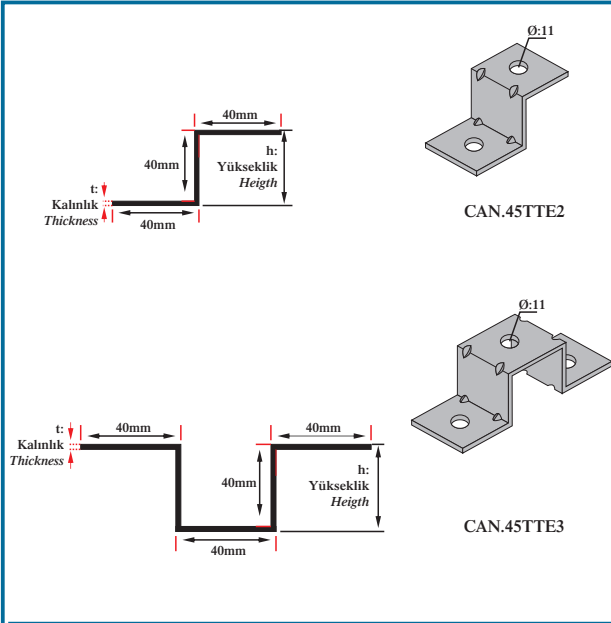 Ø:11
40mm
40mm
h:
Yükseklik
Heigth
t:
Kalınlık
Thickness
40mm
CAN.45TTE2
Ø:11
t:
Kalınlık
Thickness
40mm
40mm
40mm
h:
Yükseklik
Heigth
40mm
CAN.45TTE3